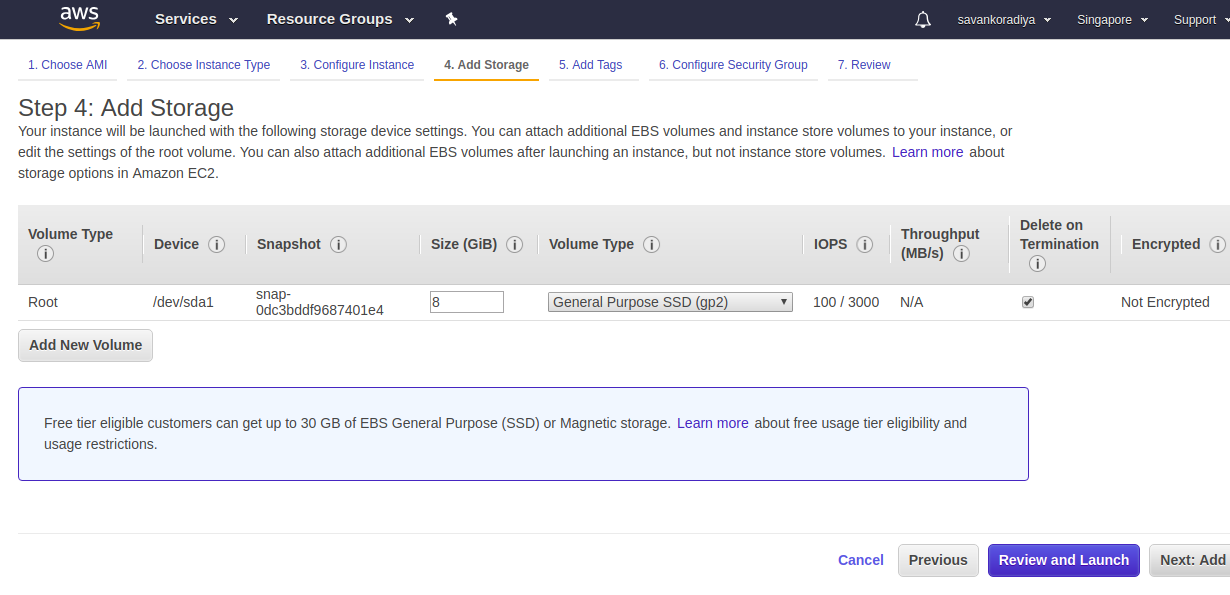 aws Services Resource Groups savankoradiya Singapore Support
1. Choose AMI 2. Choose Instance Type 3. Configure Instance 4. Add Storage 5. Add Tags 6. Configure Security Group 7. Review
Step 4: Add Storage
Your instance will be launched with the following storage device settings. You can attach additional EBS volumes and instance store volumes to your instance, or
edit the settings of the root volume. You can also attach additional EBS volumes after launching an instance, but not instance store volumes. Learn more about
storage options in Amazon EC2.
Volume Type i Device i Snapshot i Size (GiB) i Volume Type i IOPS i Throughput (MB/s) i Delete on Termination i Encrypted i
Root /dev/sda1 snap-0dc3bddf9687401e4 8 General Purpose SSD (gp2) 100 / 3000 N/A Not Encrypted
Add New Volume
Free tier eligible customers can get up to 30 GB of EBS General Purpose (SSD) or Magnetic storage. Learn more about free usage tier eligibility and
usage restrictions.
Cancel Previous Review and Launch Next: Add